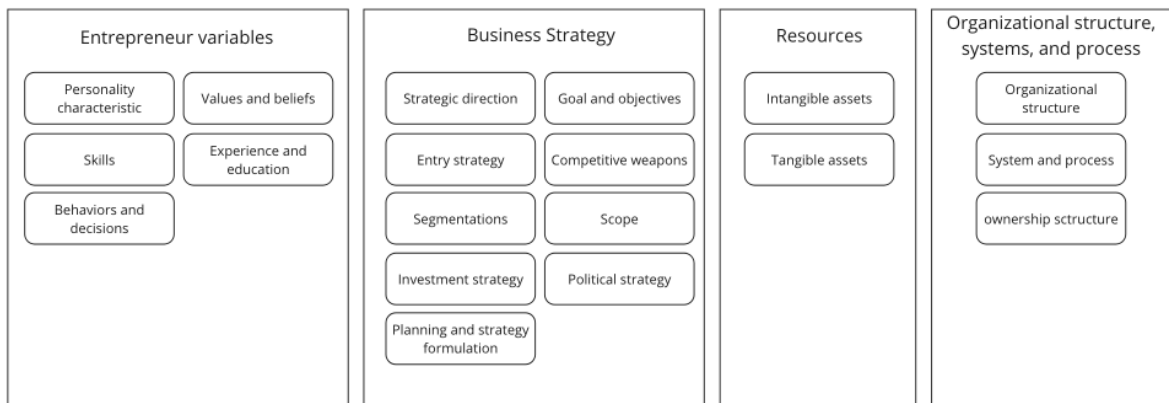 Entrepreneur variables
Personality
characteristic
Values and beliefs
Skills
Experience and
education
Behaviors and
decisions
Business Strategy
Strategic direction
Goal and objectives
Entry strategy
Competitive weapons
Segmentations
Scope
Investment strategy
Political strategy
Planning and strategy
formulation
Resources
Intangible assets
Tangible assets
Organizational structure,
systems, and process
Organizational
structure
System and process
ownership sctructure